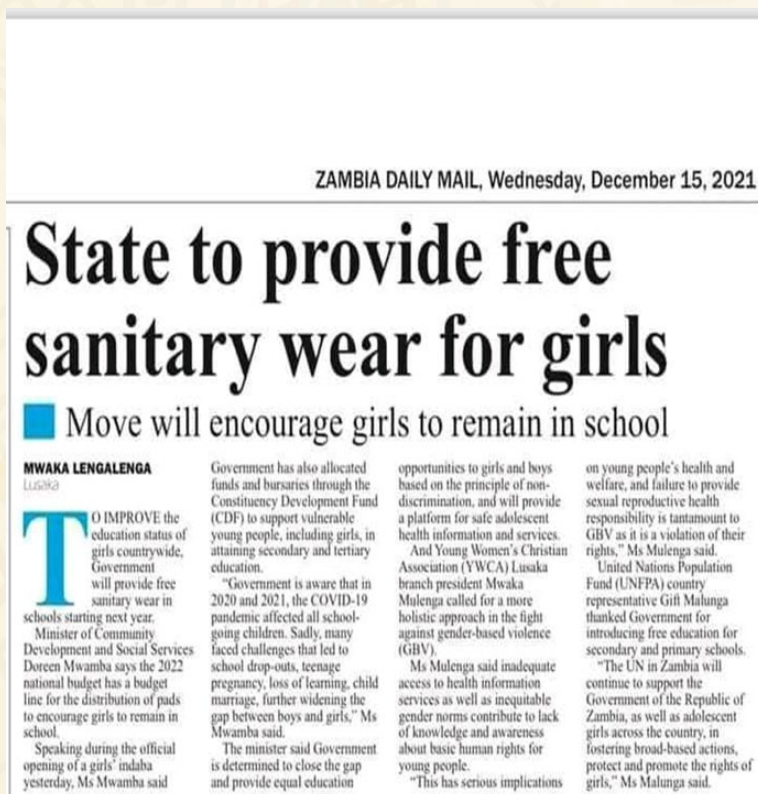 ZAMBIA DAILY MAIL, Wednesday, December 15, 2021
State to provide free
sanitary wear for girls
Move will encourage girls to remain in school
MWAKA LENGALENGA
Lusaka
TO IMPROVE the
education status of
girls countrywide,
Government
will provide free
sanitary wear in
schools starting next year.
Minister of Community
Development and Social Services
Doreen Mwamba says the 2022
national budget has a budget
line for the distribution of pads
to encourage girls to remain in
school.
Speaking during the official
opening of a girls' indaba
yesterday, Ms Mwamba said
Government has also allocated
funds and bursaries through the
Constituency Development Fund
(CDF) to support vulnerable
young people, including girls, in
attaining secondary and tertiary
education.
"Government is aware that in
2020 and 2021, the COVID-19
pandemic affected all school-
going children. Sadly, many
faced challenges that led to
school drop-outs, teenage
pregnancy, loss of learning, child
marriage, further widening the
gap between boys and girls," Ms
Mwamba said.
The minister said Government
is determined to close the gap
and provide equal education
opportunities to girls and boys
based on the principle of non-
discrimination, and will provide
a platform for safe adolescent
health information and services.
And Young Women's Christian
Association (YWCA) Lusaka
branch president Mwaka
Mulenga called for a more
holistic approach in the fight
against gender-based violence
(GBV).
Ms Mulenga said inadequate
access to health information
services as well as inequitable
gender norms contribute to lack
of knowledge and awareness
about basic human rights for
young people.
"This has serious implications
on young people's health and
welfare, and failure to provide
sexual reproductive health
responsibility is tantamount to
GBV as it is a violation of their
rights," Ms Mulenga said.
United Nations Population
Fund (UNFPA) country
representative Gift Malunga
thanked Government for
introducing free education for
secondary and primary schools.
"The UN in Zambia will
continue to support the
Government of the Republic of
Zambia, as well as adolescent
girls across the country, in
fostering broad-based actions,
protect and promote the rights of
girls," Ms Malunga said.